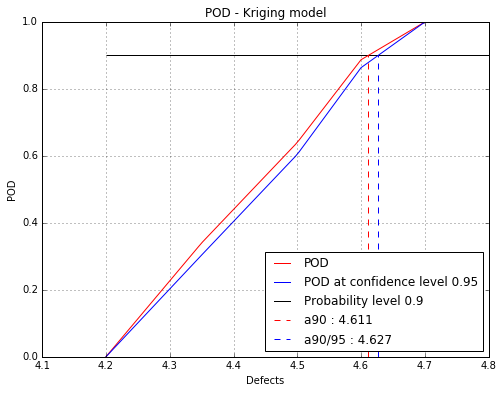 POD - Kriging model
1.0
0.8
0.6
0.4
0.2
0.0
POD
4.1 4.2 4.3 4.4 4.5 4.6 4.7 4.8
Defects
POD
POD at confidence level 0.95
Probability level 0.9
a90 : 4.611
a90/95 : 4.627